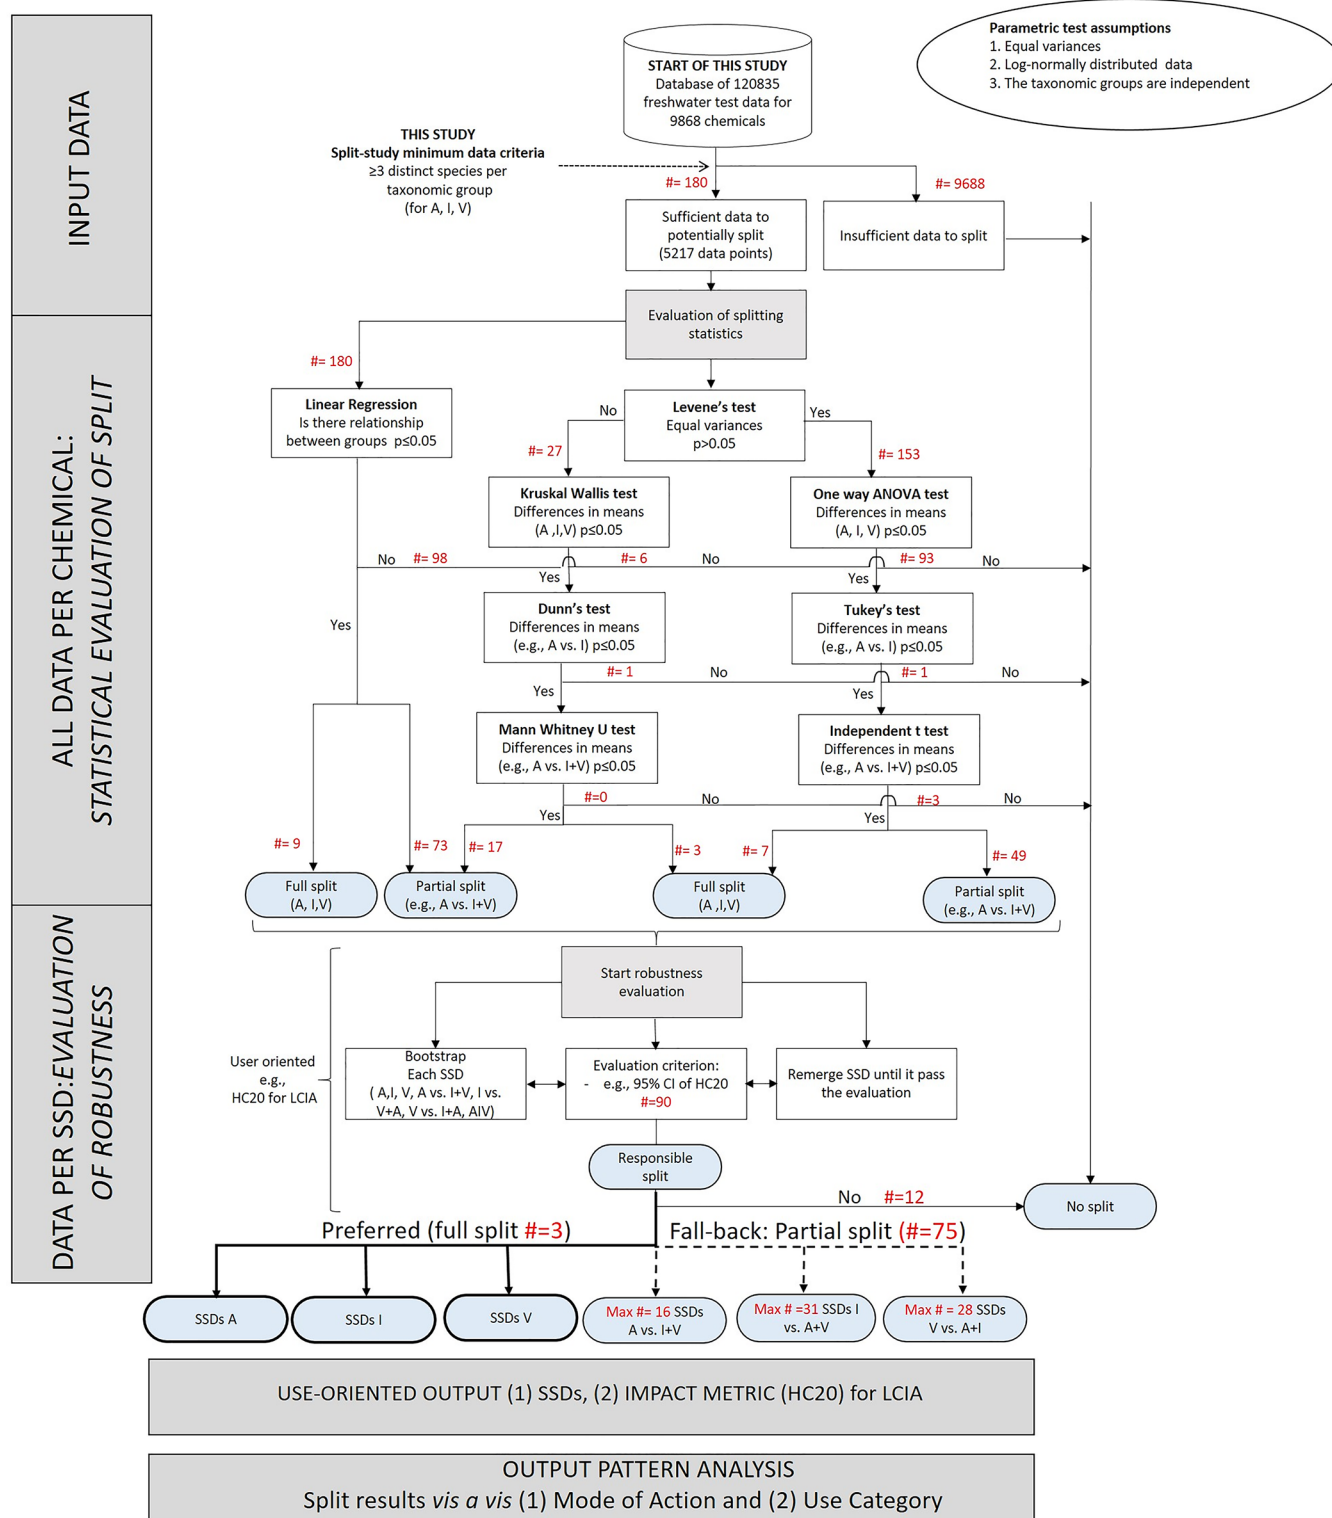 Parametric test assumptions
1. Equal variances
2. Log-normally distributed data
3. The taxonomic groups are independent
START OF THIS STUDY
Database of 120835
freshwater test data for
9868 chemicals
INPUT DATA
THIS STUDY
Split-study minimum data criteria
≥3 distinct species per
taxonomic group
(for A, I, V)
#= 180
#= 9688
Sufficient data to
potentially split
(5217 data points)
Insufficient data to split
Evaluation of splitting
statistics
ALL DATA PER CHEMICAL:
STATISTICAL EVALUATION OF SPLIT
#= 180
Linear Regression
Is there relationship
between groups p≤0.05
Levene's test
Equal variances
p>0.05
No
Yes
#= 27
#= 153
Kruskal Wallis test
Differences in means
(A ,I,V) p≤0.05
One way ANOVA test
Differences in means
(A, I, V) p≤0.05
No
#= 98
#= 6
No
#= 93
No
Yes
Yes
Yes
Dunn's test
Differences in means
(e.g., A vs. I) p≤0.05
Tukey's test
Differences in means
(e.g., A vs. I) p≤0.05
#= 1
No
#= 1
No
Yes
Yes
Mann Whitney U test
Differences in means
(e.g., A vs. I+V) p≤0.05
Independent t test
Differences in means
(e.g., A vs. I+V) p≤0.05
#=0
No
#=3
No
Yes
Yes
#= 9
#= 73
#= 17
#= 3
#= 7
#= 49
Full split
(A, I,V)
Partial split
(e.g., A vs. I+V)
Full split
(A ,I,V)
Partial split
(e.g., A vs. I+V)
DATA PER SSD:EVALUATION
OF ROBUSTNESS
Start robustness
evaluation
User oriented
e.g.,
HC20 for LCIA
Bootstrap
Each SSD
( A,I, V, A vs. I+V, I vs.
V+A, V vs. I+A, AIV)
Evaluation criterion:
- e.g., 95% CI of HC20
#=90
Remerge SSD until it pass
the evaluation
Responsible
split
No #=12
No split
Preferred (full split #=3)
Fall-back: Partial split (#=75)
SSDs A
SSDs I
SSDs V
Max #= 16 SSDs
A vs. I+V
Max # =31 SSDs I
vs. A+V
Max # = 28 SSDs
V vs. A+I
USE-ORIENTED OUTPUT (1) SSDs, (2) IMPACT METRIC (HC20) for LCIA
OUTPUT PATTERN ANALYSIS
Split results vis a vis (1) Mode of Action and (2) Use Category